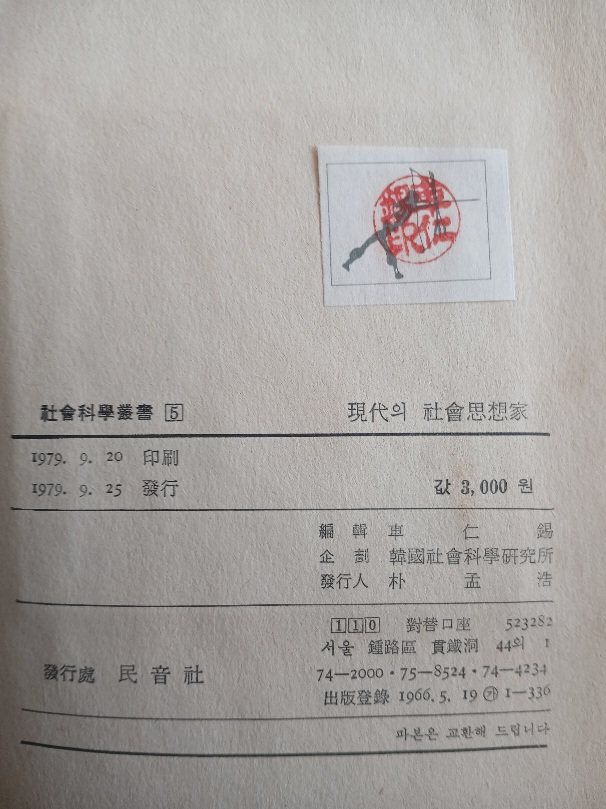 社會科學叢書 5 現代의 社會思想家
1979. 9. 20 印刷
1979. 9. 25 發行 값 3,000 원
編輯 車仁錫
企劃 韓國社會科學研究所
發行人 朴孟浩
110 對替口座 523282
서울 鍾路區 貫鐵洞 44의 1
發行處 民音社 74—2000・75—8524・74—4234
出版登錄 1966. 5. 19 ㉮ 1—336
파본은 교환해 드립니다